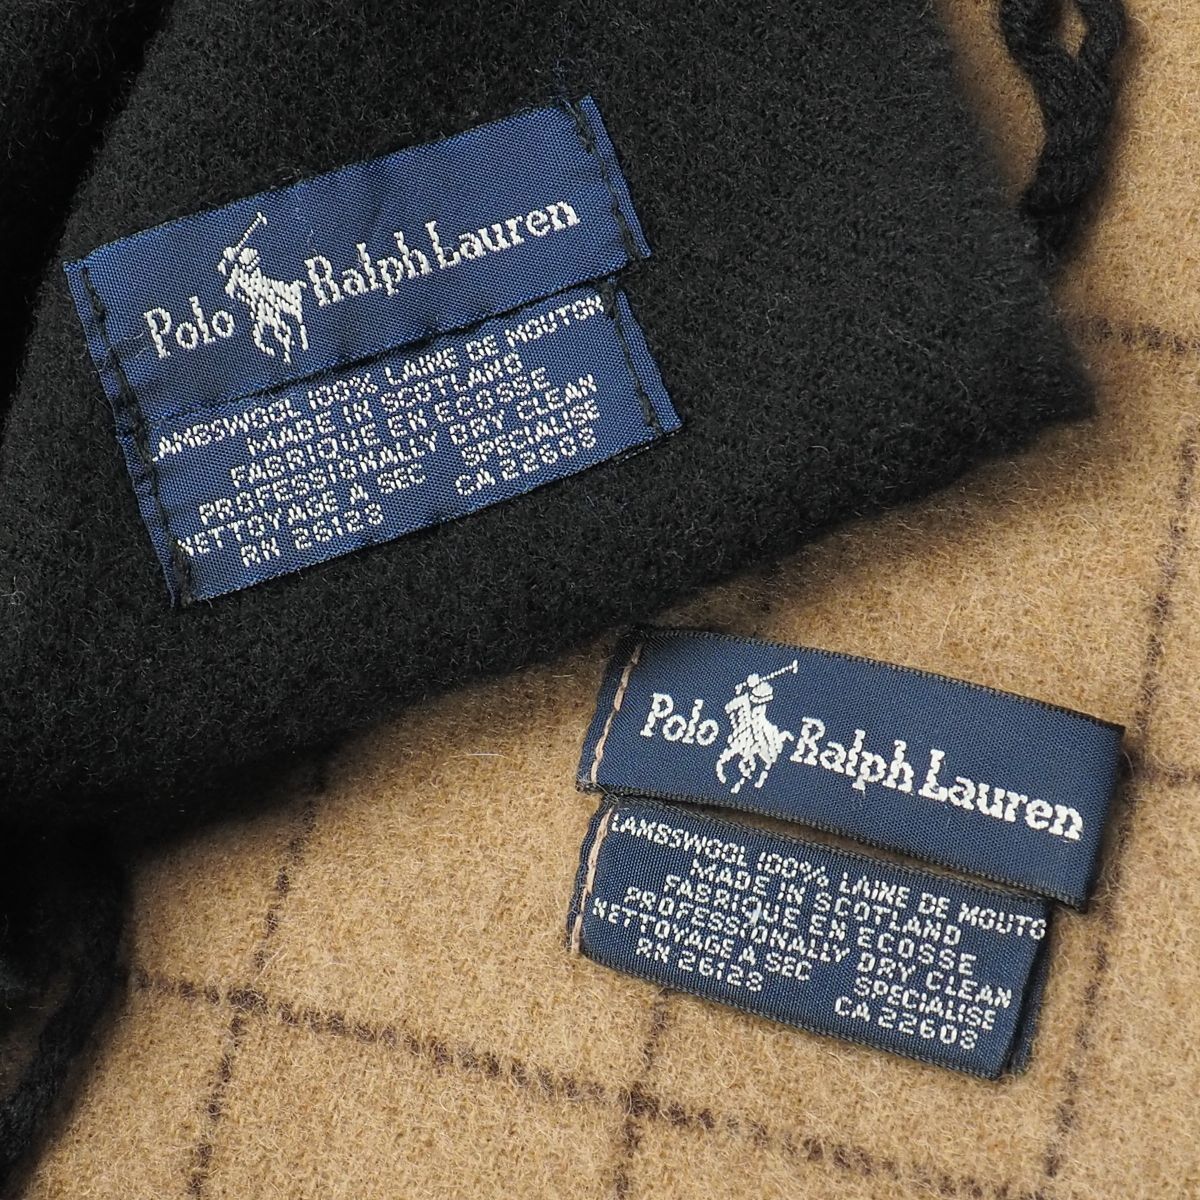 Polo Ralph Lauren
LAMBSWOOL 100% LAINE DE MOUTON
MADE IN SCOTLAND
FABRIQUE EN ECOSSE
PROFESSIONALLY DRY CLEAN
NETTOYAGE A SEC SPECIALISE
RN 26123 CA 22603
Polo Ralph Lauren
LAMBSWOOL 100% LAINE DE MOUTO
MADE IN SCOTLAND
FABRIQUE EN ECOSSE
PROFESSIONALLY DRY CLEAN
NETTOYAGE A SEC SPECIALISE
RN 26123 CA 22603